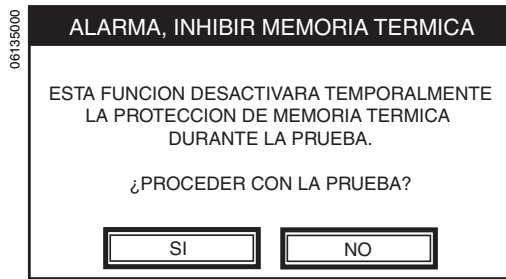 06135000
ALARMA, INHIBIR MEMORIA TERMICA
ESTA FUNCION DESACTIVARA TEMPORALMENTE
LA PROTECCION DE MEMORIA TERMICA
DURANTE LA PRUEBA.
¿PROCEDER CON LA PRUEBA?
SI
NO